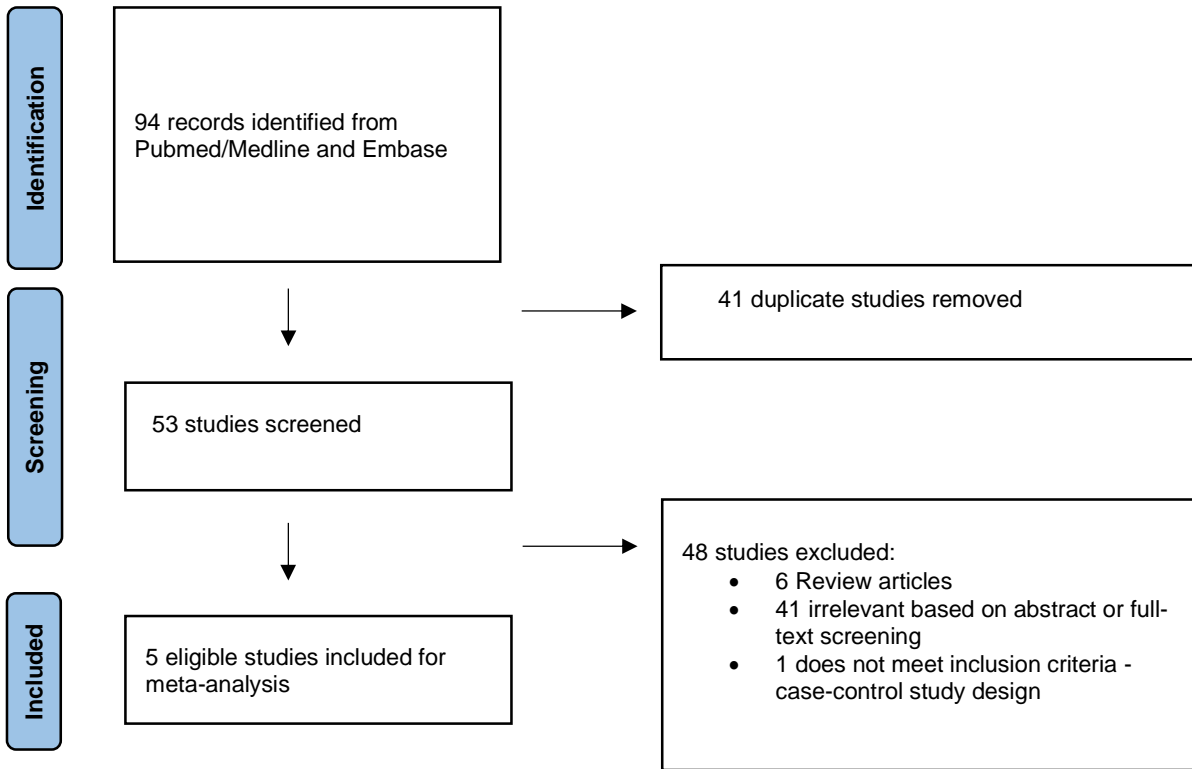 Identification
94 records identified from
Pubmed/Medline and Embase
41 duplicate studies removed
Screening
53 studies screened
48 studies excluded:
• 6 Review articles
• 41 irrelevant based on abstract or full-
text screening
• 1 does not meet inclusion criteria -
case-control study design
Included
5 eligible studies included for
meta-analysis